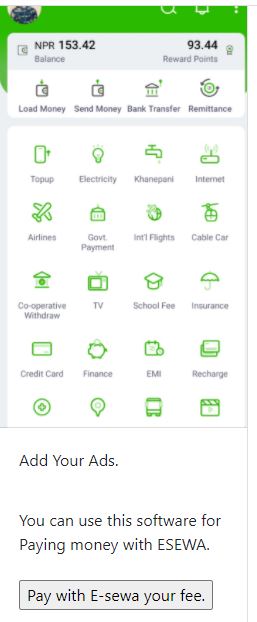 NPR 153.42 93.44
Balance Reward Points
Load Money Send Money Bank Transfer Remittance
Topup Electricity Khanepani Internet
Airlines Govt. Payment Int'l Flights Cable Car
Co-operative Withdraw TV School Fee Insurance
Credit Card Finance EMI Recharge
Add Your Ads.
You can use this software for
Paying money with ESEWA.
Pay with E-sewa your fee.